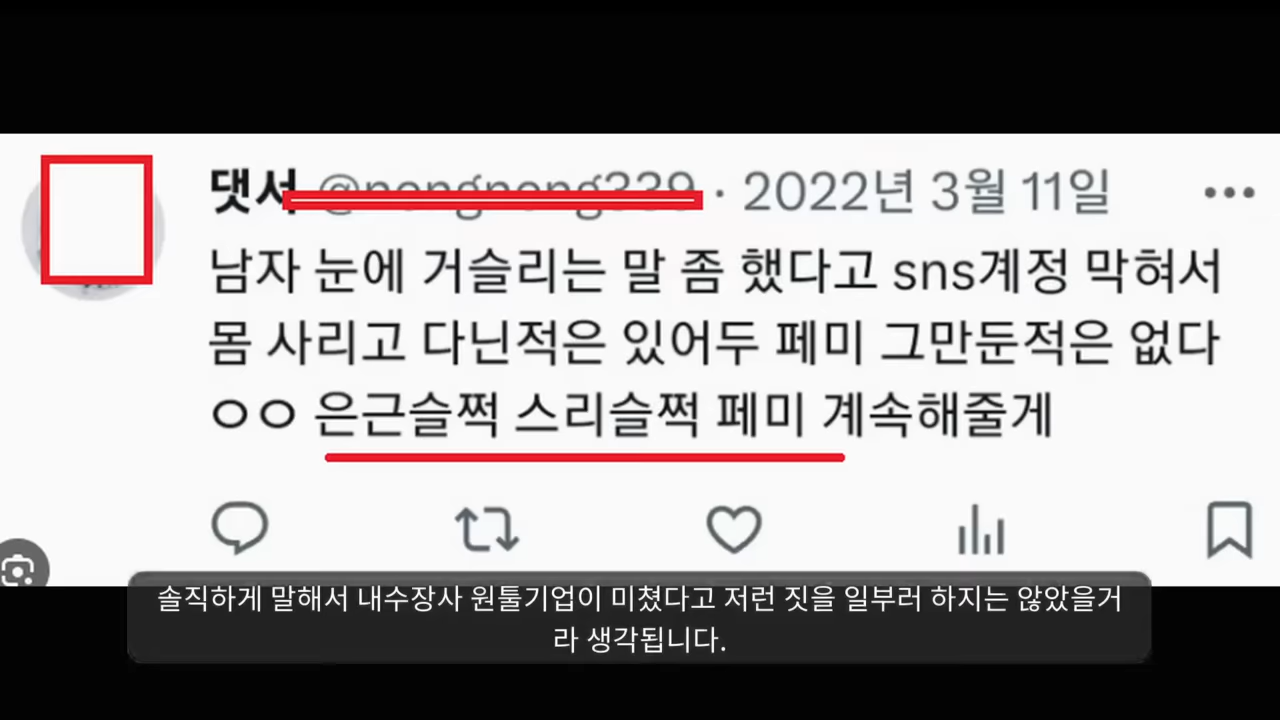 댓서 · 2022년 3월 11일
남자 눈에 거슬리는 말 좀 했다고 sns계정 막혀서
몸 사리고 다닌적은 있어두 페미 그만둔적은 없다
ㅇㅇ 은근슬쩍 스리슬쩍 페미 계속해줄게
솔직하게 말해서 내수장사 원툴기업이 미쳤다고 저런 짓을 일부러 하지는 않았을거
라 생각됩니다.